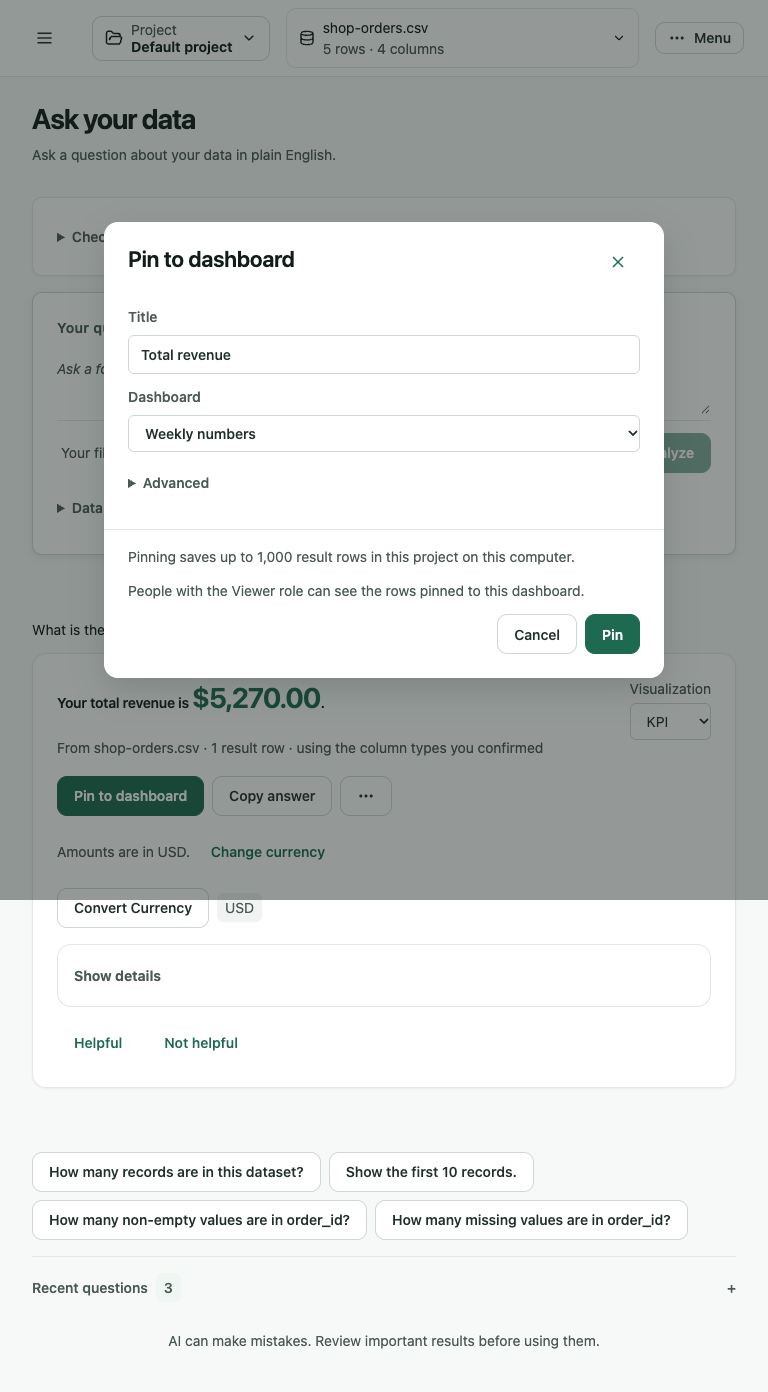 Project
Default project
shop-orders.csv
5 rows · 4 columns
Menu
Ask your data
Ask a question about your data in plain English.
Pin to dashboard
Title
Total revenue
Dashboard
Weekly numbers
Advanced
Pinning saves up to 1,000 result rows in this project on this computer.
People with the Viewer role can see the rows pinned to this dashboard.
Cancel
Pin
Your
Ask a
Your
Data
What is the
Your total revenue is $5,270.00.
Visualization
KPI
From shop-orders.csv · 1 result row · using the column types you confirmed
Pin to dashboard
Copy answer
Amounts are in USD.
Change currency
Convert Currency
USD
Show details
Helpful
Not helpful
How many records are in this dataset?
Show the first 10 records.
How many non-empty values are in order_id?
How many missing values are in order_id?
Recent questions 3
+
AI can make mistakes. Review important results before using them.